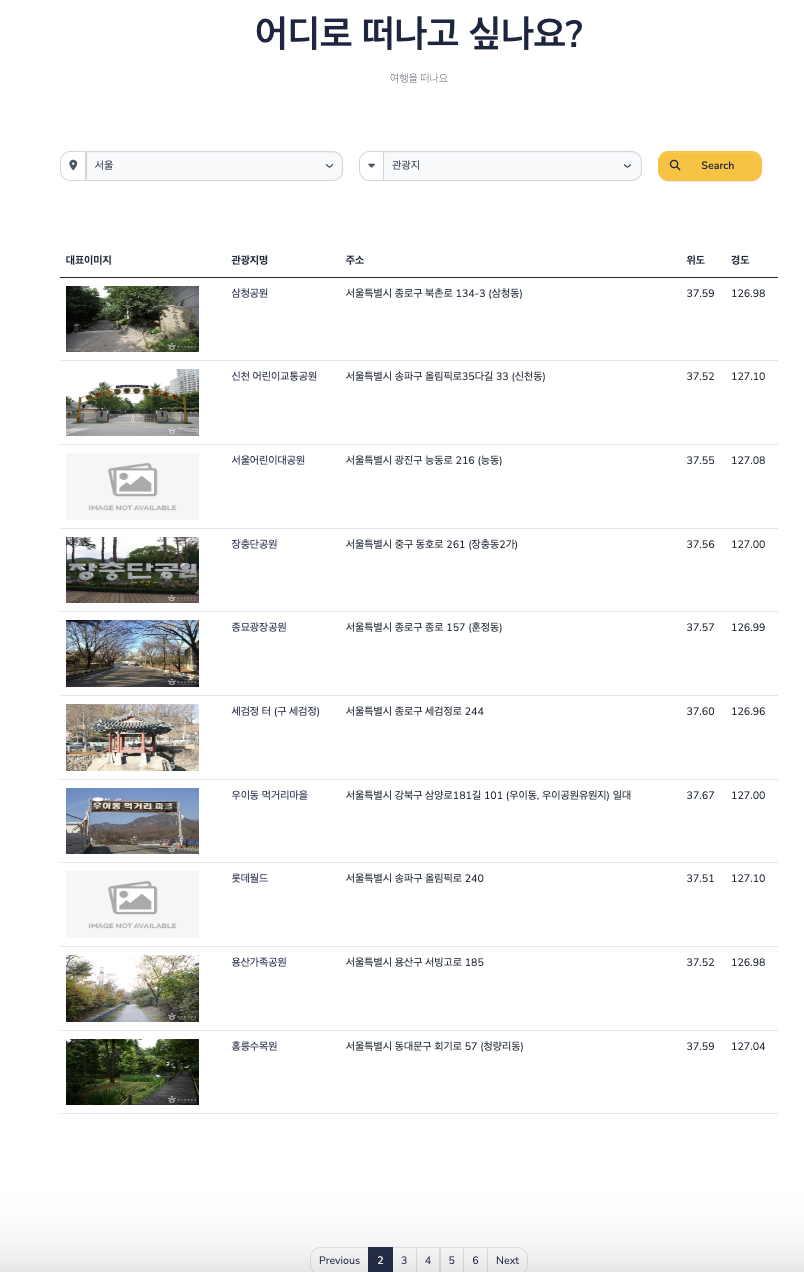 어디로 떠나고 싶나요?
여행을 떠나요
서울 관광지 Search
대표이미지 관광지명 주소 위도 경도
삼청공원 서울특별시 종로구 북촌로 134-3 (삼청동) 37.59 126.98
신천 어린이교통공원 서울특별시 송파구 올림픽로35다길 33 (신천동) 37.52 127.10
서울어린이대공원 서울특별시 광진구 능동로 216 (능동) 37.55 127.08
IMAGE NOT AVAILABLE
장충단공원 서울특별시 중구 동호로 261 (장충동2가) 37.56 127.00
장충단공원
종묘광장공원 서울특별시 종로구 종로 157 (훈정동) 37.57 126.99
세검정 터 (구 세검정) 서울특별시 종로구 세검정로 244 37.60 126.96
우이동 먹거리마을 서울특별시 강북구 삼양로181길 101 (우이동, 우이공원유원지) 일대 37.67 127.00
우이동 먹거리 마을
롯데월드 서울특별시 송파구 올림픽로 240 37.51 127.10
IMAGE NOT AVAILABLE
용산가족공원 서울특별시 용산구 서빙고로 185 37.52 126.98
홍릉수목원 서울특별시 동대문구 회기로 57 (청량리동) 37.59 127.04
Previous 2 3 4 5 6 Next